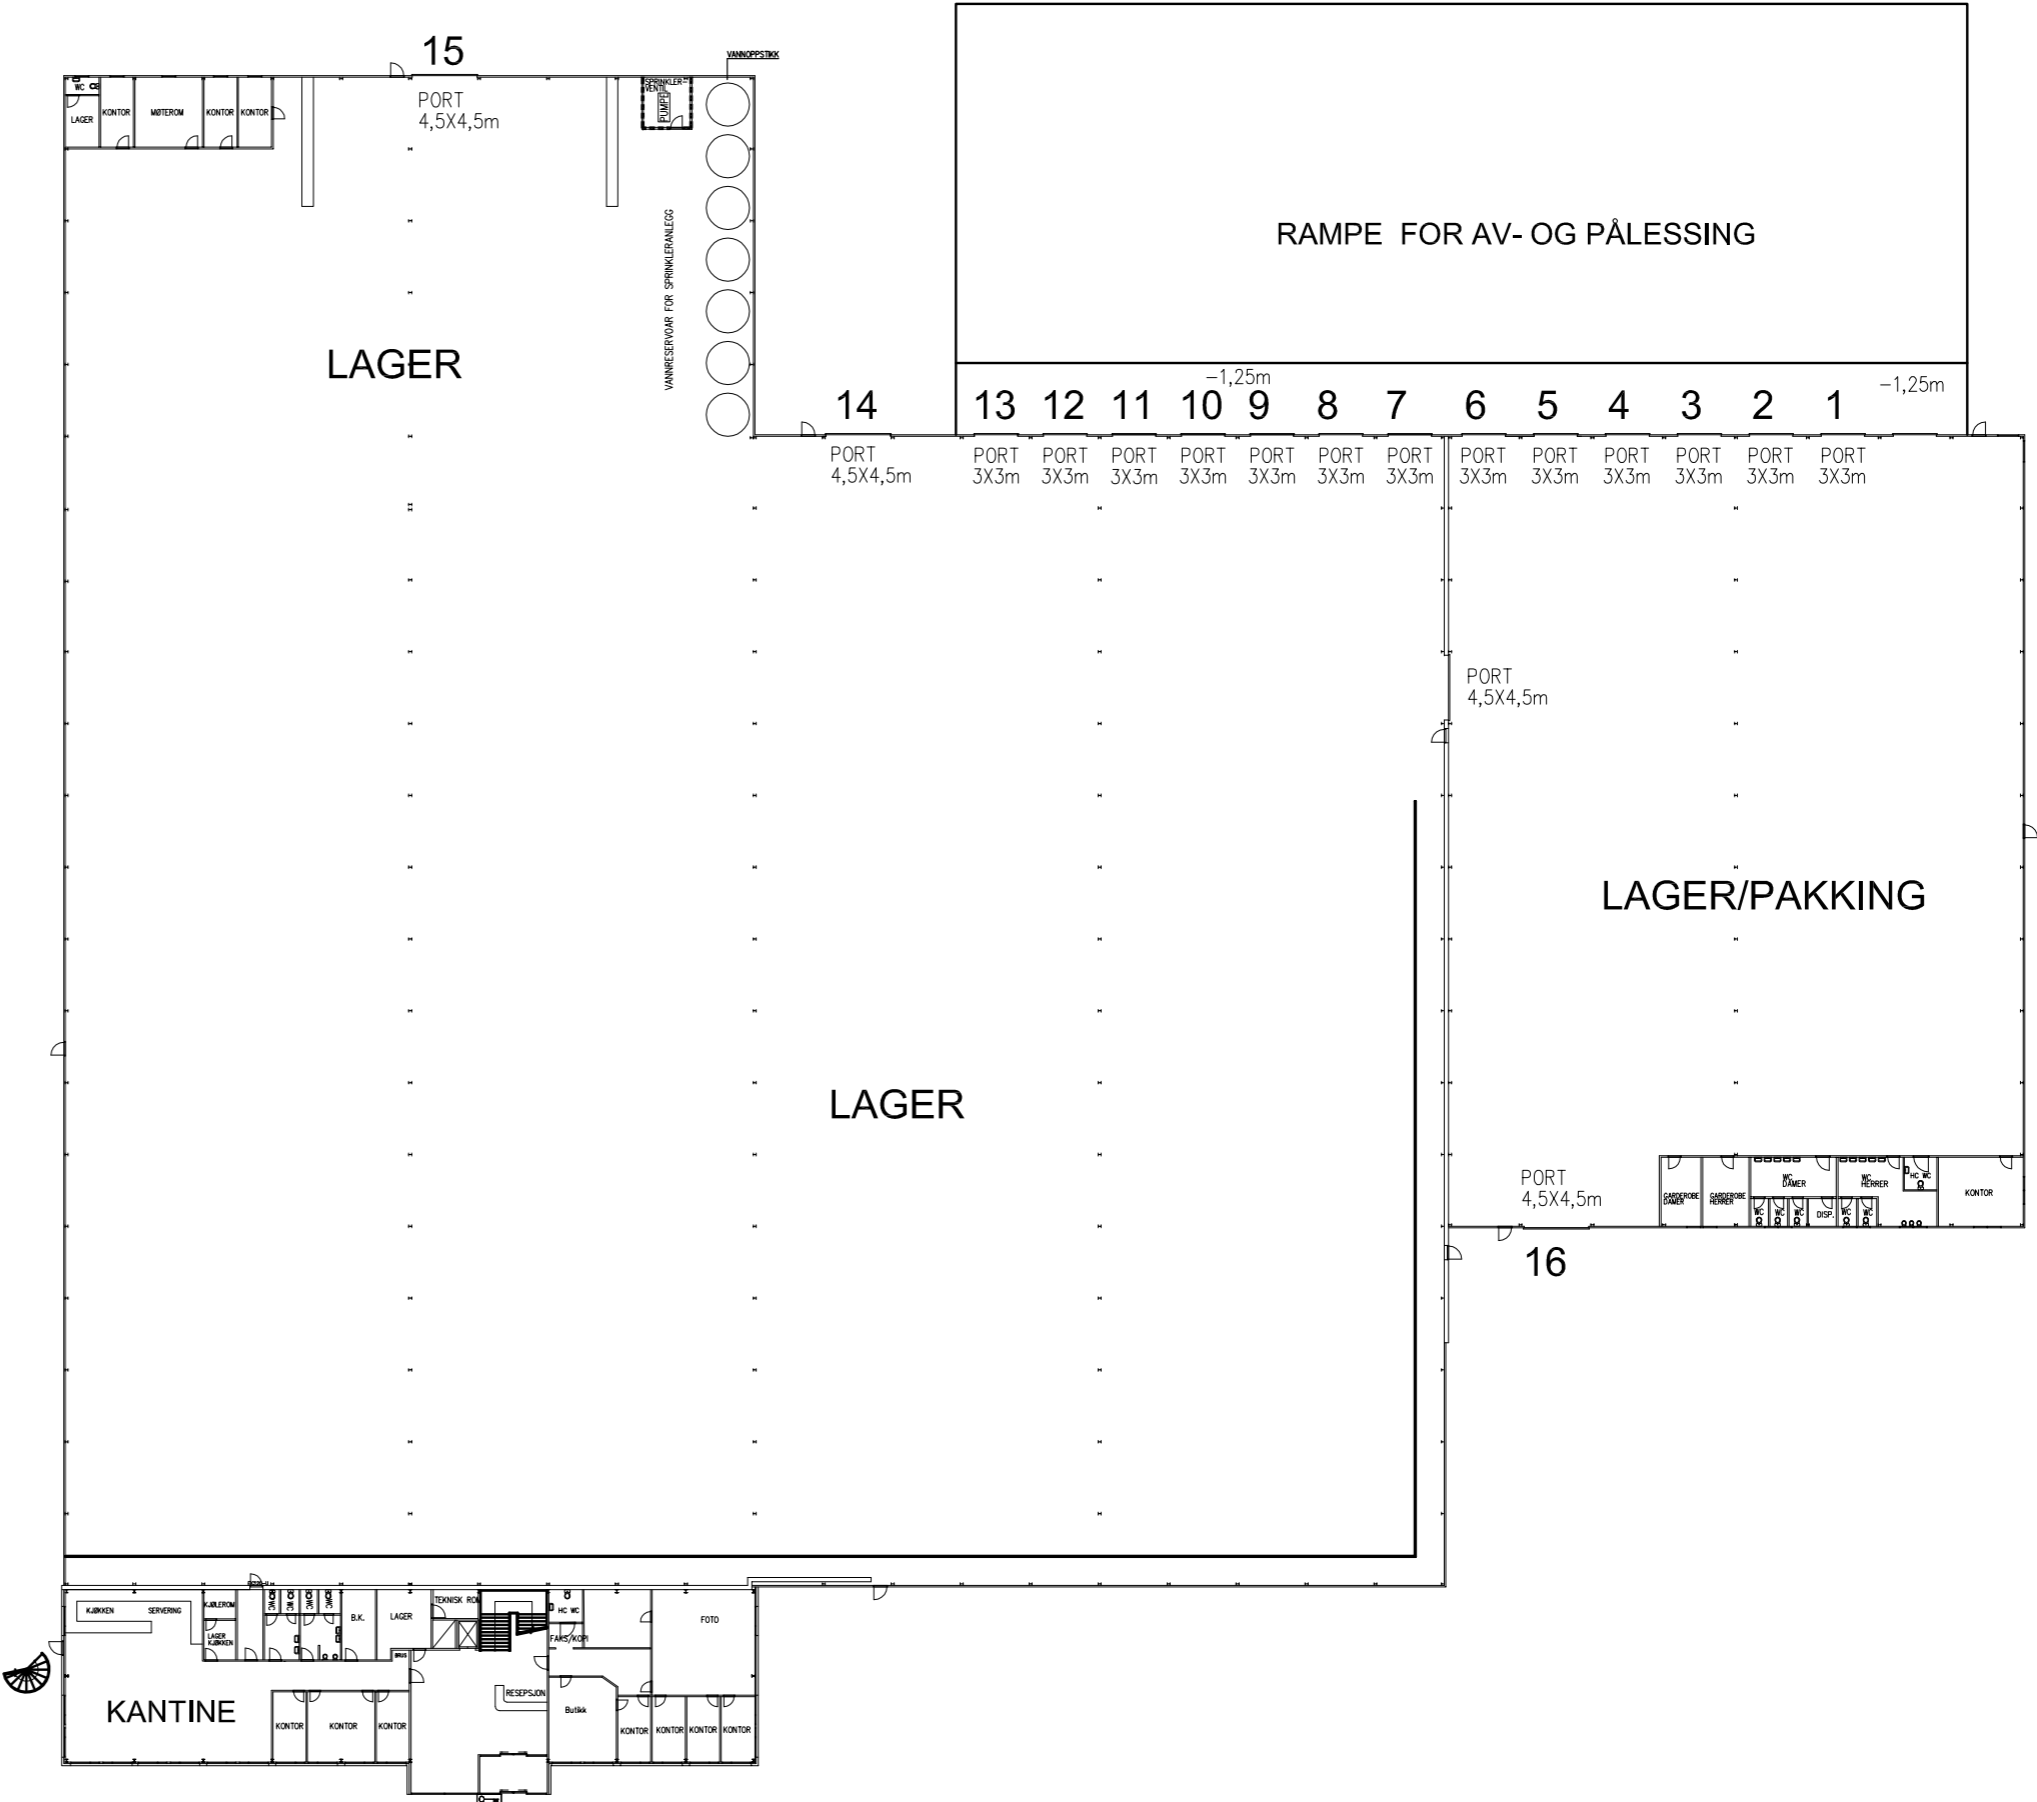 15
VANNOPPSTIKK
WC
LAGER
KONTOR
MØTEROM
KONTOR
KONTOR
PORT
4,5X4,5m
SPRINKLER-
VENTIL
PUMPE
VANNRESERVOAR FOR SPRINKLERANLEGG
RAMPE FOR AV- OG PÅLESSING
LAGER
-1,25m
-1,25m
14
13
12
11
10
9
8
7
6
5
4
3
2
1
PORT
4,5X4,5m
PORT
3X3m
PORT
3X3m
PORT
3X3m
PORT
3X3m
PORT
3X3m
PORT
3X3m
PORT
3X3m
PORT
3X3m
PORT
3X3m
PORT
3X3m
PORT
3X3m
PORT
3X3m
PORT
3X3m
PORT
4,5X4,5m
LAGER/PAKKING
LAGER
PORT
4,5X4,5m
GARDEROBE
DAMER
GARDEROBE
HERRER
WC
DAMER
WC
HERRER
HC WC
KONTOR
WC
WC
WC
DISP.
WC
WC
16
KJØKKEN
SERVERING
KJØLEROM
LAGER
KJØKKEN
WC
WC
WC
WC
B.K.
LAGER
TEKNISK ROM
HC WC
FAKS/KOPI
FOTO
BRUS
RESEPSJON
KANTINE
KONTOR
KONTOR
KONTOR
Butikk
KONTOR
KONTOR
KONTOR
KONTOR